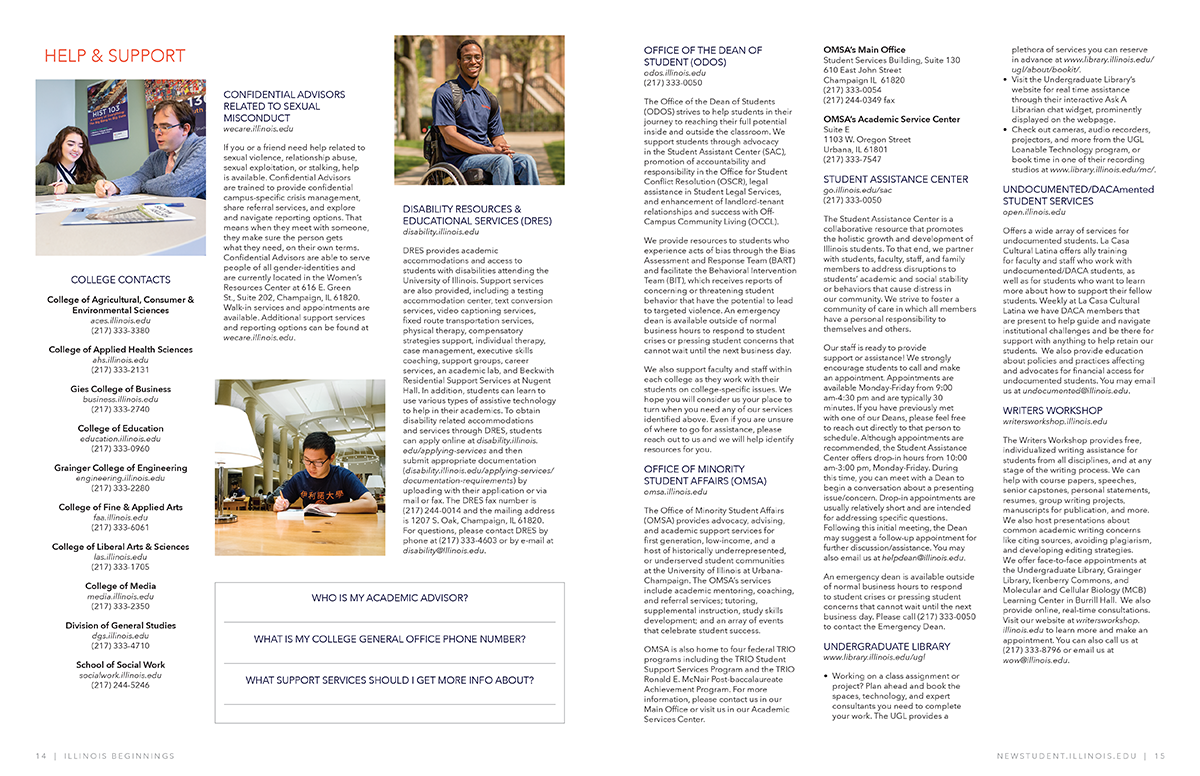 HELP & SUPPORT
HIST 103
COLLEGE CONTACTS
College of Agricultural, Consumer &
Environmental Sciences
aces.illinois.edu
(217) 333-3380
College of Applied Health Sciences
ahs.illinois.edu
(217) 333-2131
Gies College of Business
business.illinois.edu
(217) 333-2740
College of Education
education.illinois.edu
(217) 333-0960
Grainger College of Engineering
engineering.illinois.edu
(217) 333-2280
College of Fine & Applied Arts
faa.illinois.edu
(217) 333-6061
College of Liberal Arts & Sciences
las.illinois.edu
(217) 333-1705
College of Media
media.illinois.edu
(217) 333-2350
Division of General Studies
dgs.illinois.edu
(217) 333-4710
School of Social Work
socialwork.illinois.edu
(217) 244-5246
CONFIDENTIAL ADVISORS
RELATED TO SEXUAL
MISCONDUCT
wecare.illinois.edu
If you or a friend need help related to
sexual violence, relationship abuse,
sexual exploitation, or stalking, help
is available. Confidential Advisors
are trained to provide confidential
campus-specific crisis management,
share referral services, and explore
and navigate reporting options. That
means when they meet with someone,
they make sure the person gets
what they need, on their own terms.
Confidential Advisors are able to serve
people of all gender-identities and
are currently located in the Women's
Resources Center at 616 E. Green
St., Suite 202, Champaign, IL 61820.
Walk-in services and appointments are
available. Additional support services
and reporting options can be found at
wecare.illinois.edu.
伊利諾大學
DISABILITY RESOURCES &
EDUCATIONAL SERVICES (DRES)
disability.illinois.edu
DRES provides academic
accommodations and access to
students with disabilities attending the
University of Illinois. Support services
are also provided, including a testing
accommodation center, text conversion
services, video captioning services,
fixed route transportation services,
physical therapy, compensatory
strategies support, individual therapy,
case management, executive skills
coaching, support groups, career
services, an academic lab, and Beckwith
Residential Support Services at Nugent
Hall. In addition, students can learn to
use various types of assistive technology
to help in their academics. To obtain
disability related accommodations
and services through DRES, students
can apply online at disability.illinois.
edu/applying-services and then
submit appropriate documentation
(disability.illinois.edu/applying-services/
documentation-requirements) by
uploading with their application or via
mail or fax. The DRES fax number is
(217) 244-0014 and the mailing address
is 1207 S. Oak, Champaign, IL 61820.
For questions, please contact DRES by
phone at (217) 333-4603 or by e-mail at
disability@Illinois.edu.
WHO IS MY ACADEMIC ADVISOR?
WHAT IS MY COLLEGE GENERAL OFFICE PHONE NUMBER?
WHAT SUPPORT SERVICES SHOULD I GET MORE INFO ABOUT?
14 | ILLINOIS BEGINNINGS
OFFICE OF THE DEAN OF
STUDENT (ODOS)
odos.illinois.edu
(217) 333-0050
The Office of the Dean of Students
(ODOS) strives to help students in their
journey to reaching their full potential
inside and outside the classroom. We
support students through advocacy
in the Student Assistant Center (SAC),
promotion of accountability and
responsibility in the Office for Student
Conflict Resolution (OSCR), legal
assistance in Student Legal Services,
and enhancement of landlord-tenant
relationships and success with Off-
Campus Community Living (OCCL).
We provide resources to students who
experience acts of bias through the Bias
Assessment and Response Team (BART)
and facilitate the Behavioral Intervention
Team (BIT), which receives reports of
concerning or threatening student
behavior that have the potential to lead
to targeted violence. An emergency
dean is available outside of normal
business hours to respond to student
crises or pressing student concerns that
cannot wait until the next business day.
We also support faculty and staff within
each college as they work with their
students on college-specific issues. We
hope you will consider us your place to
turn when you need any of our services
identified above. Even if you are unsure
of where to go for assistance, please
reach out to us and we will help identify
resources for you.
OFFICE OF MINORITY
STUDENT AFFAIRS (OMSA)
omsa.illinois.edu
The Office of Minority Student Affairs
(OMSA) provides advocacy, advising,
and academic support services for
first generation, low-income, and a
host of historically underrepresented,
or underserved student communities
at the University of Illinois at Urbana-
Champaign. The OMSA's services
include academic mentoring, coaching,
and referral services; tutoring,
supplemental instruction, study skills
development; and an array of events
that celebrate student success.
OMSA is also home to four federal TRIO
programs including the TRIO Student
Support Services Program and the TRIO
Ronald E. McNair Post-baccalaureate
Achievement Program. For more
information, please contact us in our
Main Office or visit us in our Academic
Services Center.
OMSA's Main Office
Student Services Building, Suite 130
610 East John Street
Champaign IL 61820
(217) 333-0054
(217) 244-0349 fax
OMSA's Academic Service Center
Suite E
1103 W. Oregon Street
Urbana, IL 61801
(217) 333-7547
STUDENT ASSISTANCE CENTER
go.illinois.edu/sac
(217) 333-0050
The Student Assistance Center is a
collaborative resource that promotes
the holistic growth and development of
Illinois students. To that end, we partner
with students, faculty, staff, and family
members to address disruptions to
students' academic and social stability
or behaviors that cause distress in
our community. We strive to foster a
community of care in which all members
have a personal responsibility to
themselves and others.
Our staff is ready to provide
support or assistance! We strongly
encourage students to call and make
an appointment. Appointments are
available Monday-Friday from 9:00
am-4:30 pm and are typically 30
minutes. If you have previously met
with one of our Deans, please feel free
to reach out directly to that person to
schedule. Although appointments are
recommended, the Student Assistance
Center offers drop-in hours from 10:00
am-3:00 pm, Monday-Friday. During
this time, you can meet with a Dean to
begin a conversation about a presenting
issue/concern. Drop-in appointments are
usually relatively short and are intended
for addressing specific questions.
Following this initial meeting, the Dean
may suggest a follow-up appointment for
further discussion/assistance. You may
also email us at helpdean@illinois.edu.
An emergency dean is available outside
of normal business hours to respond
to student crises or pressing student
concerns that cannot wait until the next
business day. Please call (217) 333-0050
to contact the Emergency Dean.
UNDERGRADUATE LIBRARY
www.library.illinois.edu/ugl
• Working on a class assignment or
project? Plan ahead and book the
spaces, technology, and expert
consultants you need to complete
your work. The UGL provides a
plethora of services you can reserve
in advance at www.library.illinois.edu/
ugl/about/bookit/.
• Visit the Undergraduate Library's
website for real time assistance
through their interactive Ask A
Librarian chat widget, prominently
displayed on the webpage.
• Check out cameras, audio recorders,
projectors, and more from the UGL
Loanable Technology program, or
book time in one of their recording
studios at www.library.illinois.edu/mc/.
UNDOCUMENTED/DACAmented
STUDENT SERVICES
open.illinois.edu
Offers a wide array of services for
undocumented students. La Casa
Cultural Latina offers ally training
for faculty and staff who work with
undocumented/DACA students, as
well as for students who want to learn
more about how to support their fellow
students. Weekly at La Casa Cultural
Latina we have DACA members that
are present to help guide and navigate
institutional challenges and be there for
support with anything to help retain our
students. We also provide education
about policies and practices affecting
and advocates for financial access for
undocumented students. You may email
us at undocumented@illinois.edu.
WRITERS WORKSHOP
writersworkshop.illinois.edu
The Writers Workshop provides free,
individualized writing assistance for
students from all disciplines, and at any
stage of the writing process. We can
help with course papers, speeches,
senior capstones, personal statements,
resumes, group writing projects,
manuscripts for publication, and more.
We also host presentations about
common academic writing concerns
like citing sources, avoiding plagiarism,
and developing editing strategies.
We offer face-to-face appointments at
the Undergraduate Library, Grainger
Library, Ikenberry Commons, and
Molecular and Cellular Biology (MCB)
Learning Center in Burrill Hall. We also
provide online, real-time consultations.
Visit our website at writersworkshop.
illinois.edu to learn more and make an
appointment. You can also call us at
(217) 333-8796 or email us at
wow@illinois.edu.
NEWSTUDENT.ILLINOIS.EDU | 15